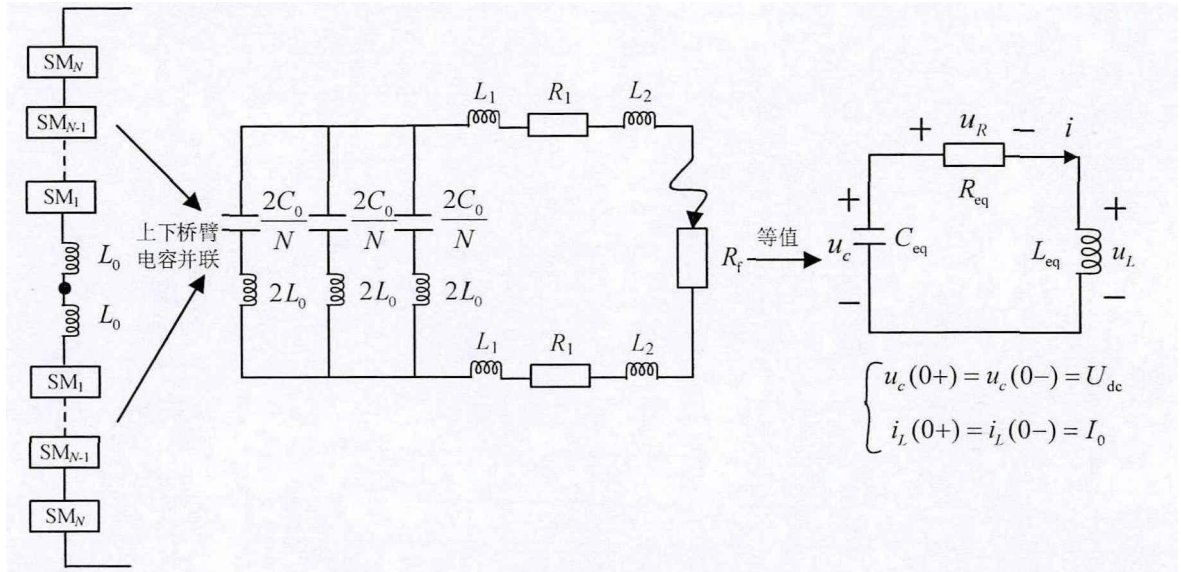 SM_N
SM_{N-1}
SM_1
L_0
L_0
SM_1
SM_{N-1}
SM_N
上下桥臂
电容并联
2C_0/N
2C_0/N
2C_0/N
2L_0
2L_0
2L_0
L_1
R_1
L_2
R_f
L_1
R_1
L_2
等值
+ u_R −
i
R_eq
+
u_c
−
C_eq
L_eq
+
u_L
−
u_c(0+) = u_c(0−) = U_dc
i_L(0+) = i_L(0−) = I_0